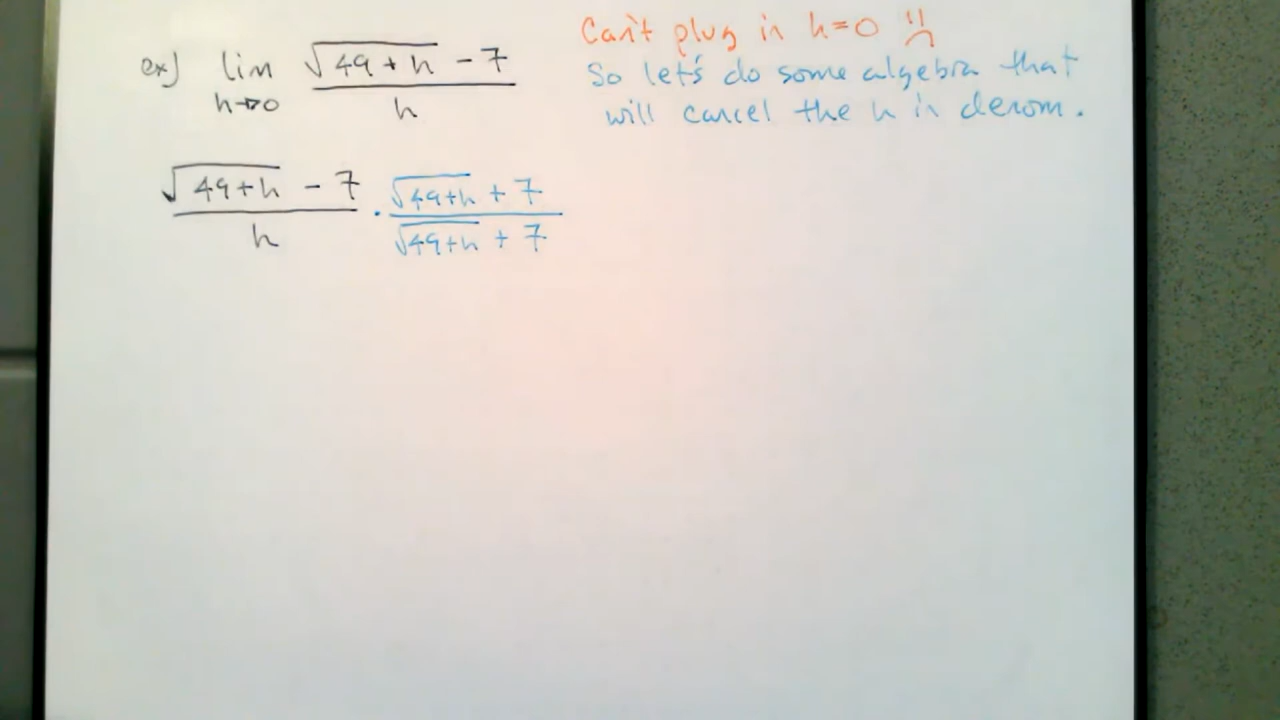 ex) lim h→0 (√(49+h) - 7)/h
Can't plug in h=0
So let's do some algebra that
will cancel the h in denom.
(√(49+h) - 7)/h · (√(49+h) + 7)/(√(49+h) + 7)